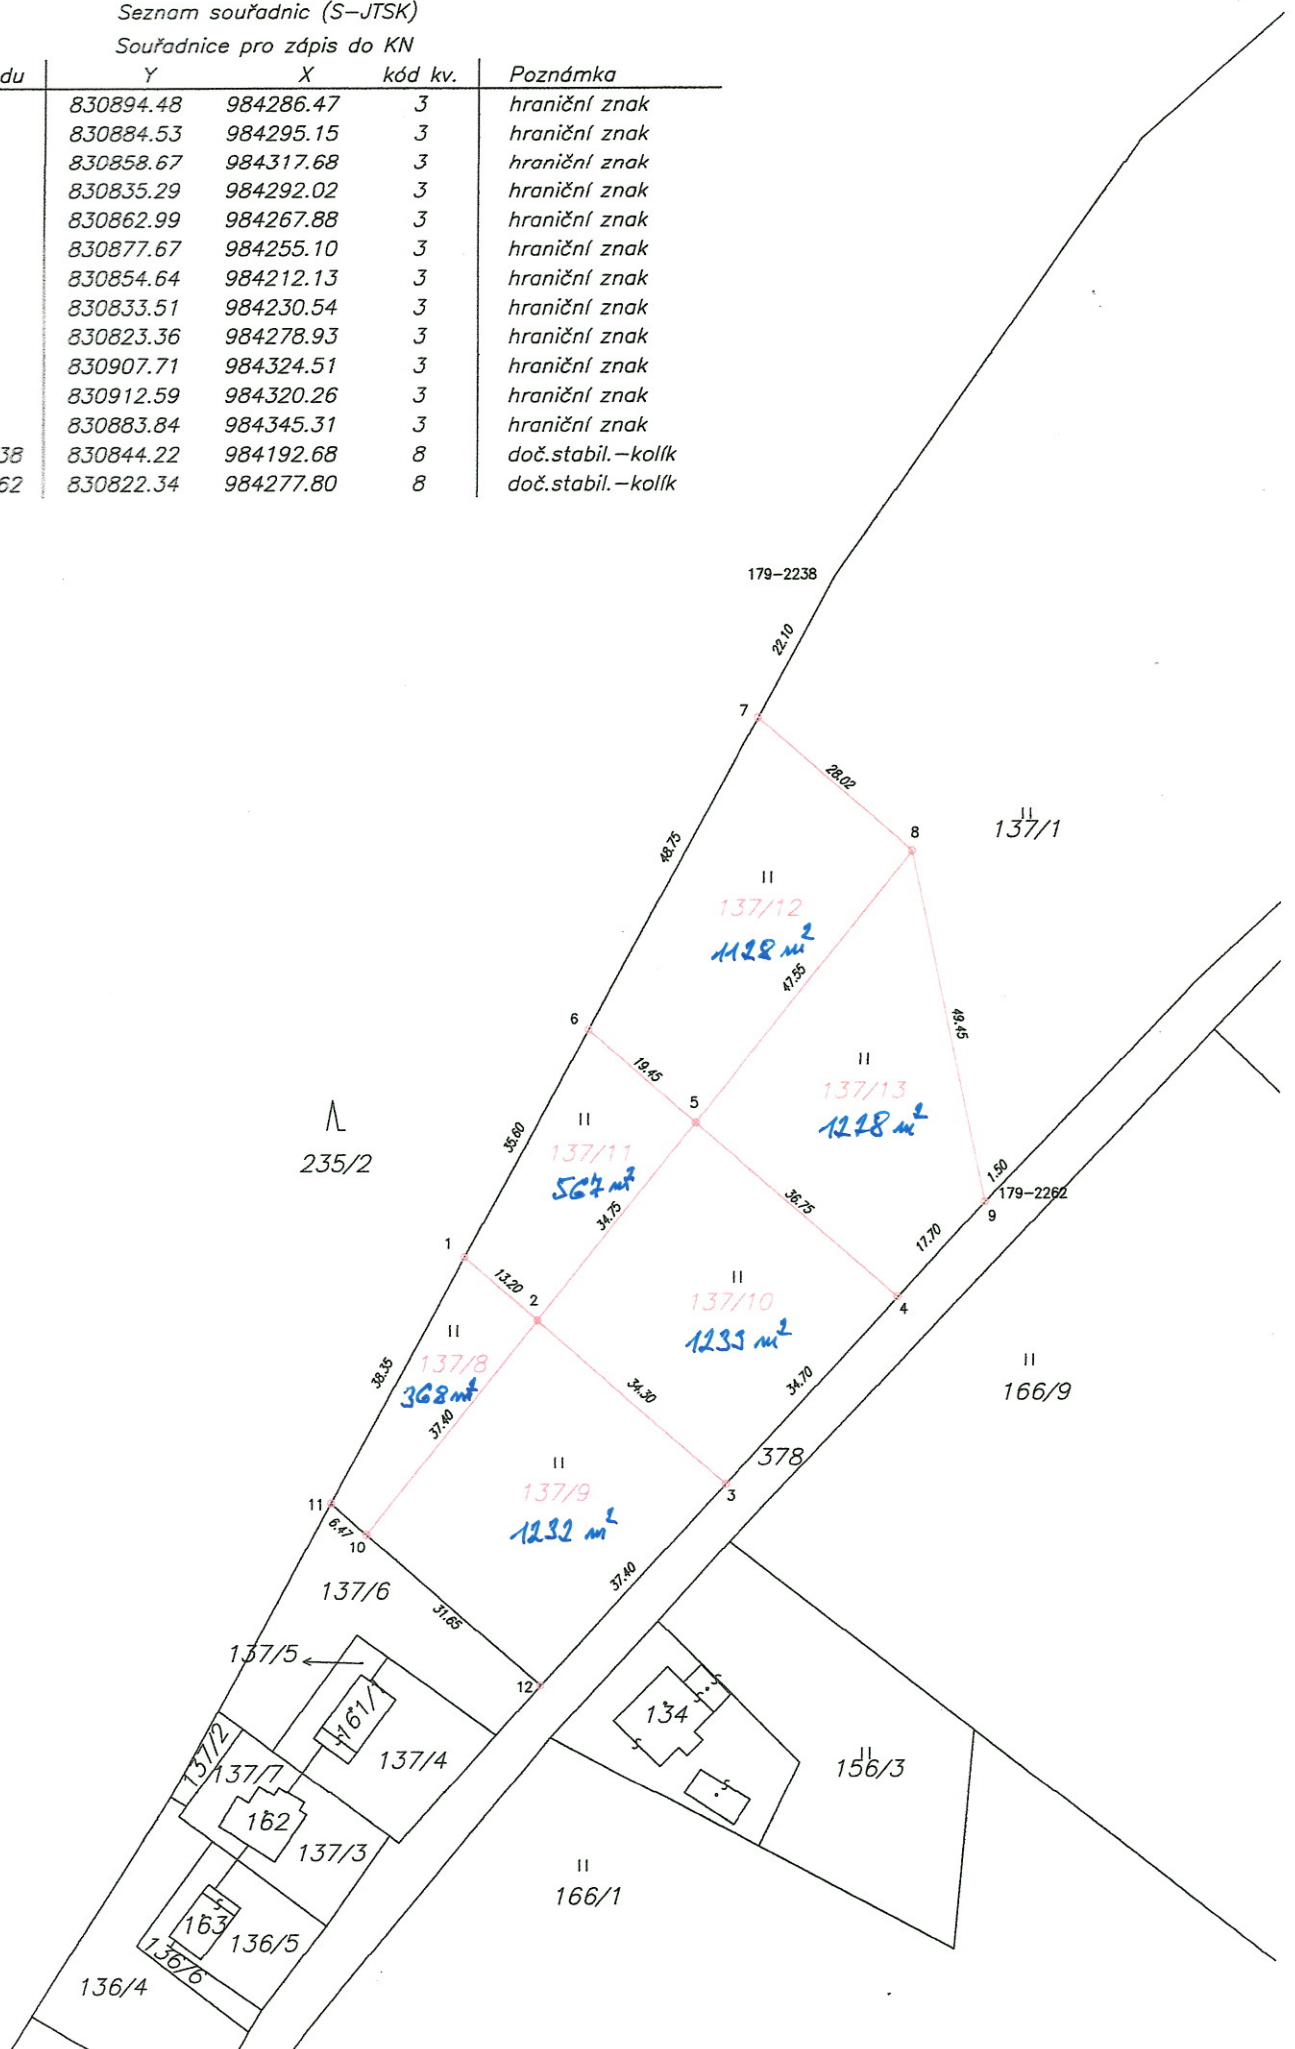 Seznam souřadnic (S-JTSK)
Souřadnice pro zápis do KN
du Y X kód kv. Poznámka
830894.48 984286.47 3 hraniční znak
830884.53 984295.15 3 hraniční znak
830858.67 984317.68 3 hraniční znak
830835.29 984292.02 3 hraniční znak
830862.99 984267.88 3 hraniční znak
830877.67 984255.10 3 hraniční znak
830854.64 984212.13 3 hraniční znak
830833.51 984230.54 3 hraniční znak
830823.36 984278.93 3 hraniční znak
830907.71 984324.51 3 hraniční znak
830912.59 984320.26 3 hraniční znak
830883.84 984345.31 3 hraniční znak
38 830844.22 984192.68 8 doč.stabil.-kolík
62 830822.34 984277.80 8 doč.stabil.-kolík
179-2238
22.10
7
28.02
8
137/1
48.75
137/12
1128 m²
47.55
6
49.45
19.45
5
137/13
1228 m²
35.60
137/11
567 m²
235/2
34.75
36.75
1.50
179-2262
9
17.70
1
13.20
2
137/10
1233 m²
4
38.35
137/8
368 m²
37.40
34.30
34.70
166/9
378
137/9
1232 m²
3
11
6.47
10
37.40
137/6
31.65
137/5
12
161/1
134
137/2
137/7
137/4
156/3
162
137/3
166/1
163
136/5
136/6
136/4